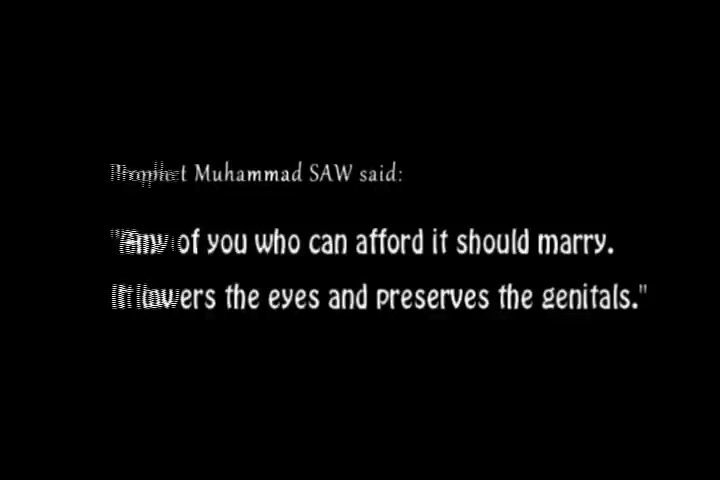 Prophet Muhammad SAW said:
"Any of you who can afford it should marry.
It lowers the eyes and preserves the genitals."